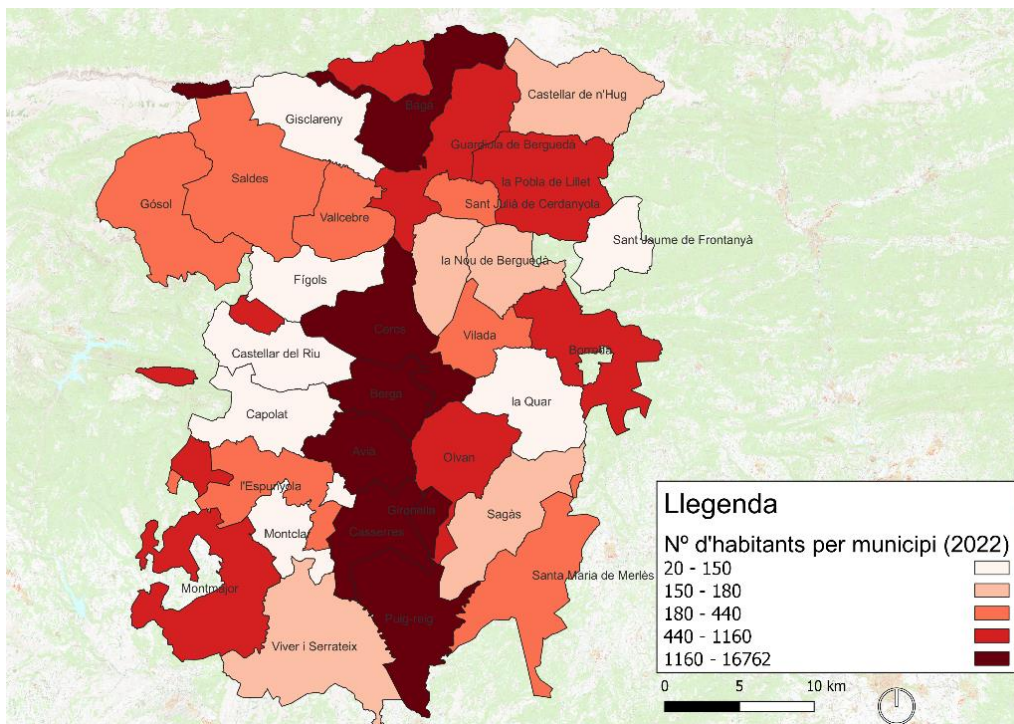 Castellar de n'Hug
Bagà
Gisclareny
Guardiola de Berguedà
Saldes
la Pobla de Lillet
Gósol
Vallcebre
Sant Julià de Cerdanyola
Sant Jaume de Frontanyà
la Nou de Berguedà
Fígols
Cercs
Vilada
Castellar del Riu
Borredà
Berga
la Quar
Capolat
Avià
Olvan
l'Espunyola
Gironella
Sagàs
Montclar
Casserres
Santa Maria de Merlès
Montmajor
Puig-reig
Viver i Serrateix
Llegenda
Nº d'habitants per municipi (2022)
20 - 150
150 - 180
180 - 440
440 - 1160
1160 - 16762
0 5 10 km